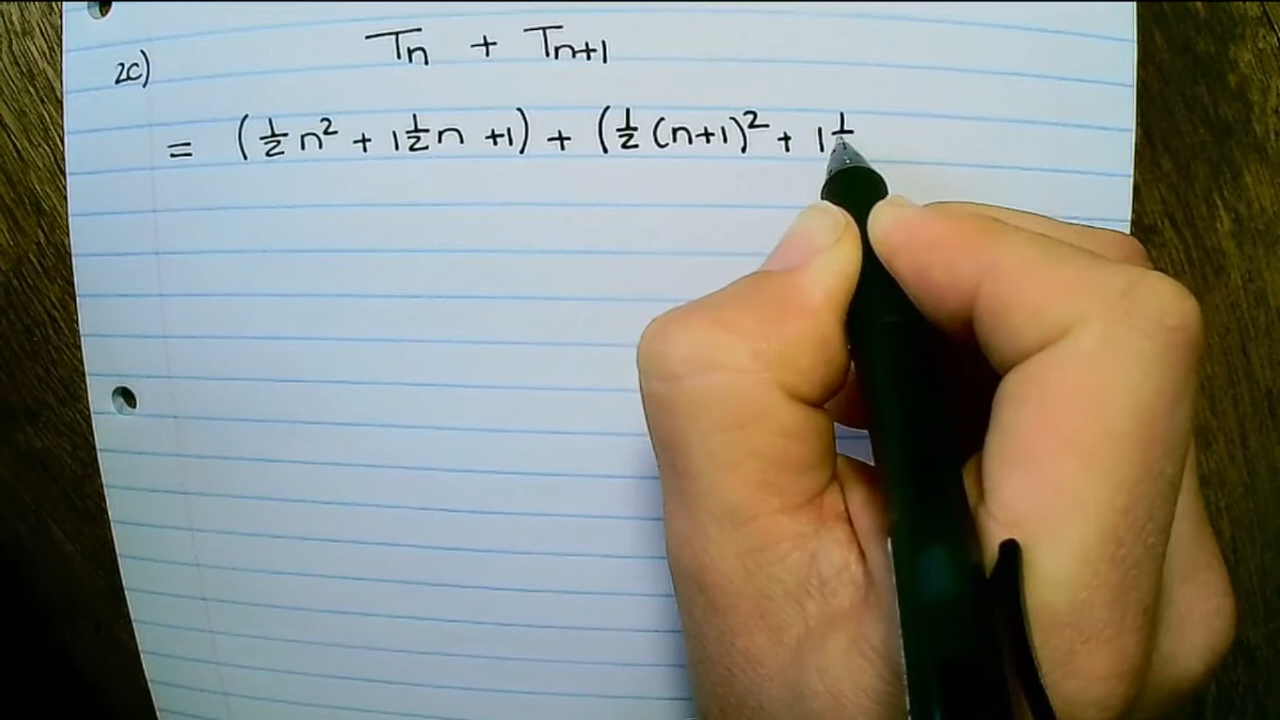 2c) Tn + Tn+1
= (½n² + 1½n + 1) + (½(n+1)² + 1½